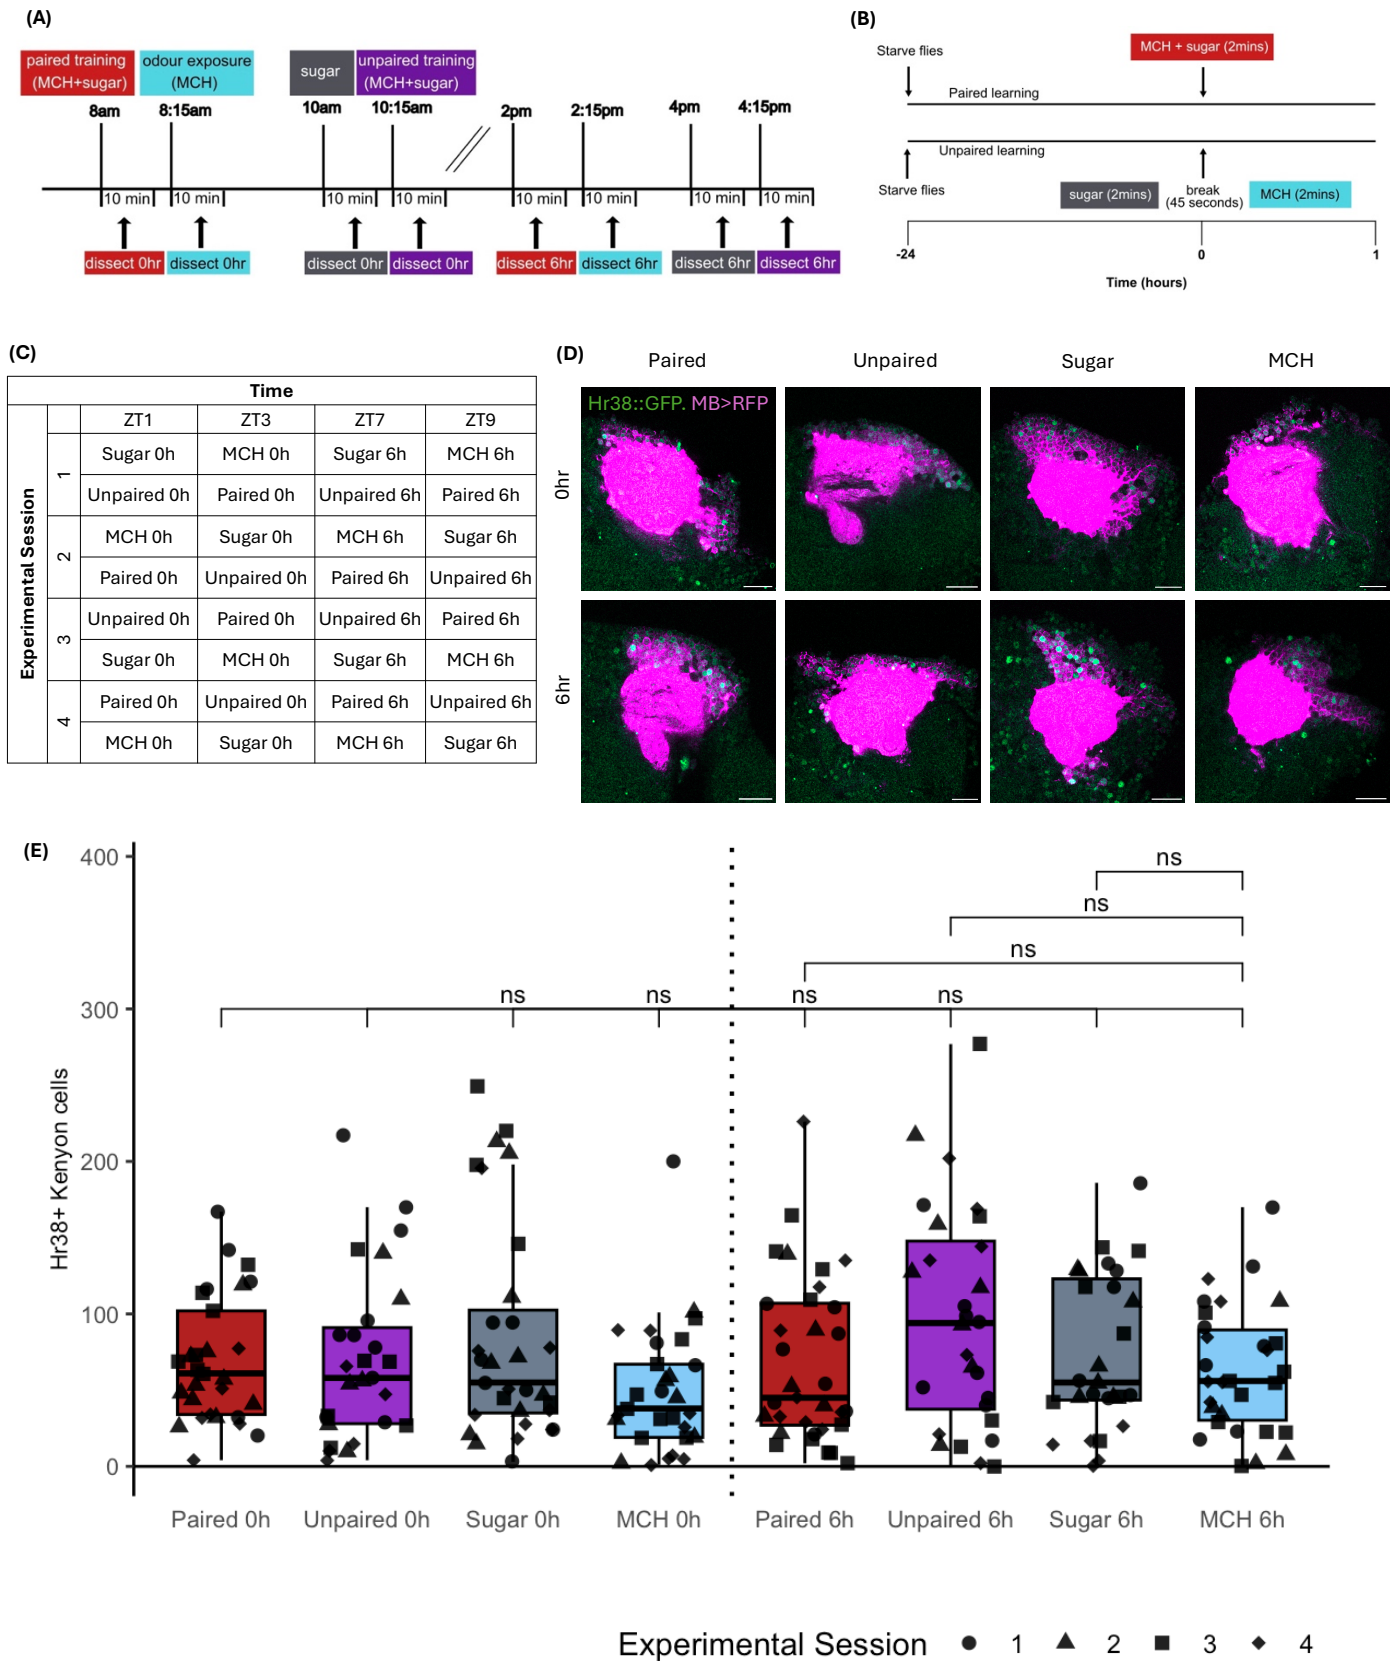 (A)
paired training
(MCH+sugar)
odour exposure
(MCH)
sugar
unpaired training
(MCH+sugar)
8am
8:15am
10am
10:15am
2pm
2:15pm
4pm
4:15pm
10 min
10 min
10 min
10 min
10 min
10 min
10 min
10 min
dissect 0hr
dissect 0hr
dissect 0hr
dissect 0hr
dissect 6hr
dissect 6hr
dissect 6hr
dissect 6hr
(B)
Starve flies
MCH + sugar (2mins)
Paired learning
Unpaired learning
Starve flies
sugar (2mins)
break
(45 seconds)
MCH (2mins)
-24
0
1
Time (hours)
(C)
Time
Experimental Session
ZT1 ZT3 ZT7 ZT9
1
Sugar 0h MCH 0h Sugar 6h MCH 6h
Unpaired 0h Paired 0h Unpaired 6h Paired 6h
2
MCH 0h Sugar 0h MCH 6h Sugar 6h
Paired 0h Unpaired 0h Paired 6h Unpaired 6h
3
Unpaired 0h Paired 0h Unpaired 6h Paired 6h
Sugar 0h MCH 0h Sugar 6h MCH 6h
4
Paired 0h Unpaired 0h Paired 6h Unpaired 6h
MCH 0h Sugar 0h MCH 6h Sugar 6h
(D)
Paired Unpaired Sugar MCH
Hr38::GFP. MB>RFP
0hr
6hr
(E)
400
300
200
100
0
Hr38+ Kenyon cells
ns
ns
ns
ns ns ns ns
Paired 0h Unpaired 0h Sugar 0h MCH 0h Paired 6h Unpaired 6h Sugar 6h MCH 6h
Experimental Session 1 2 3 4